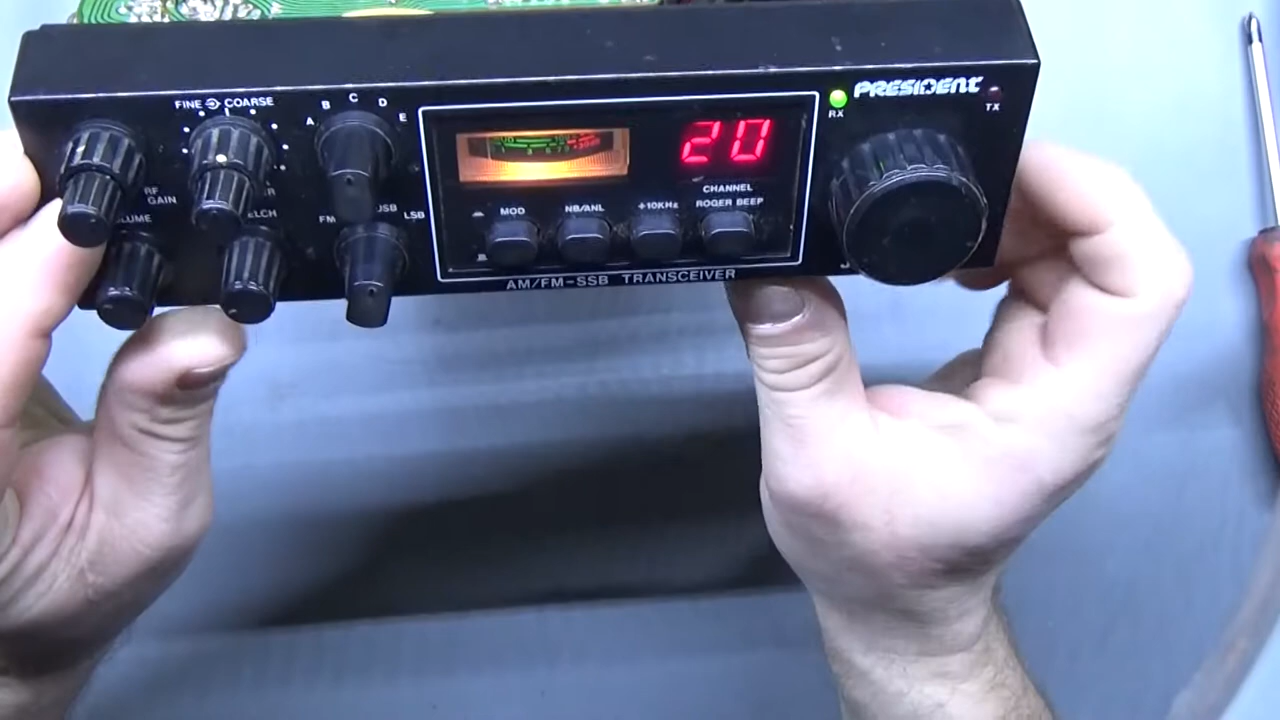 FINE COARSE
A B C D E
RF
GAIN
FM
LSB
20
CHANNEL
MOD NB/ANL +10KHz ROGER BEEP
AM/FM-SSB TRANSCEIVER
PRESIDENT
RX
TX